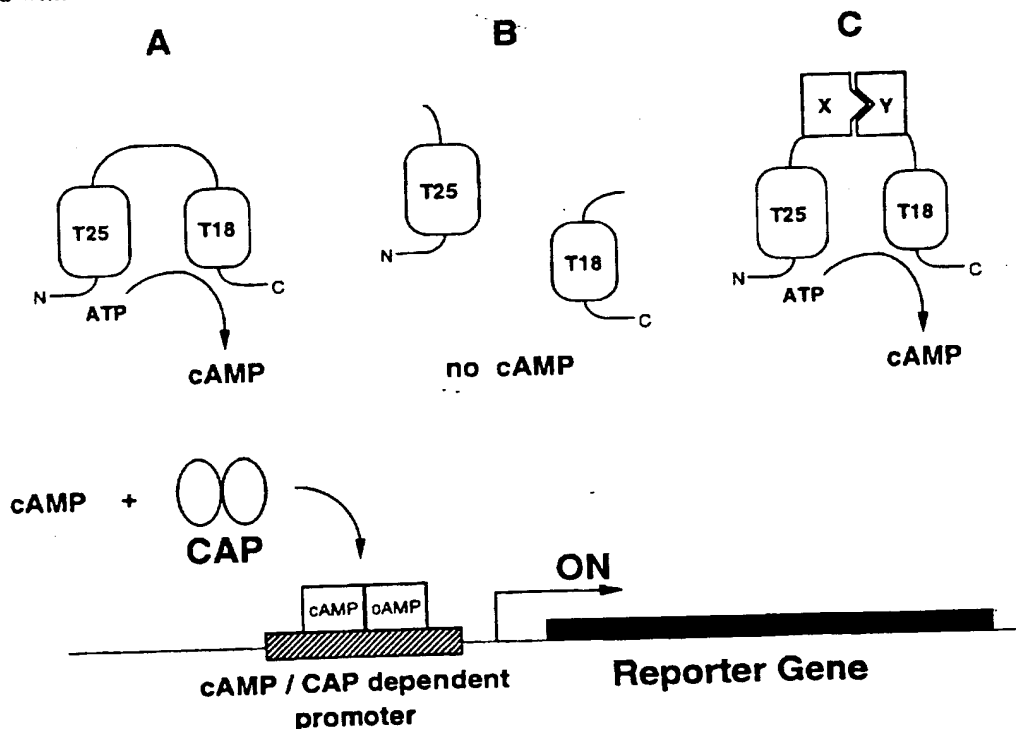 A
B
C
X
Y
T25
T18
N
C
ATP
cAMP
T25
N
T18
C
no cAMP
T25
T18
N
C
ATP
cAMP
cAMP + CAP
ON
cAMP
cAMP
Reporter Gene
cAMP / CAP dependent
promoter